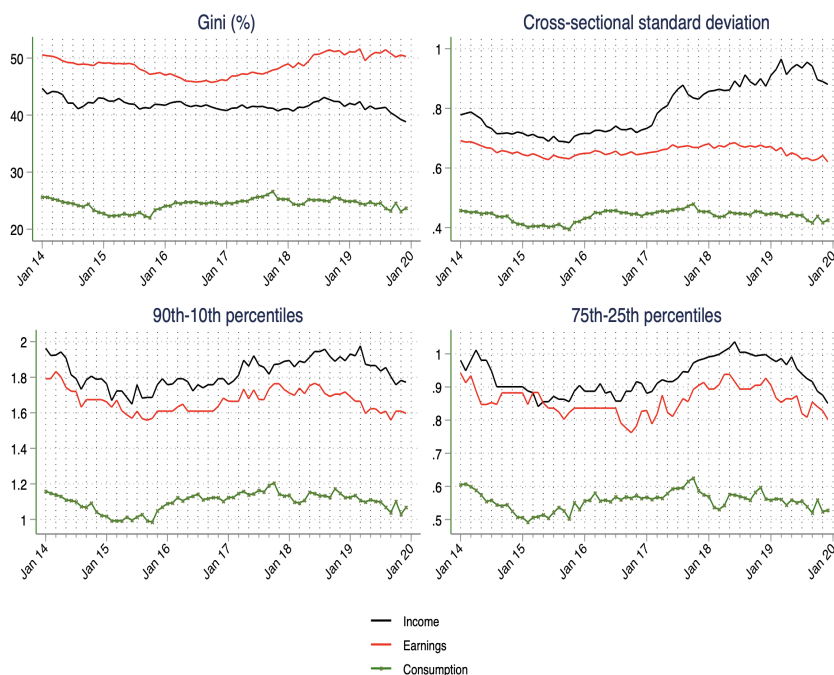 Gini (%)
50
40
30
20
Jan 14
Jan 15
Jan 16
Jan 17
Jan 18
Jan 19
Jan 20
Cross-sectional standard deviation
1
.8
.6
.4
Jan 14
Jan 15
Jan 16
Jan 17
Jan 18
Jan 19
Jan 20
90th-10th percentiles
2
1.8
1.6
1.4
1.2
1
Jan 14
Jan 15
Jan 16
Jan 17
Jan 18
Jan 19
Jan 20
75th-25th percentiles
1
.9
.8
.7
.6
.5
Jan 14
Jan 15
Jan 16
Jan 17
Jan 18
Jan 19
Jan 20
Income
Earnings
Consumption